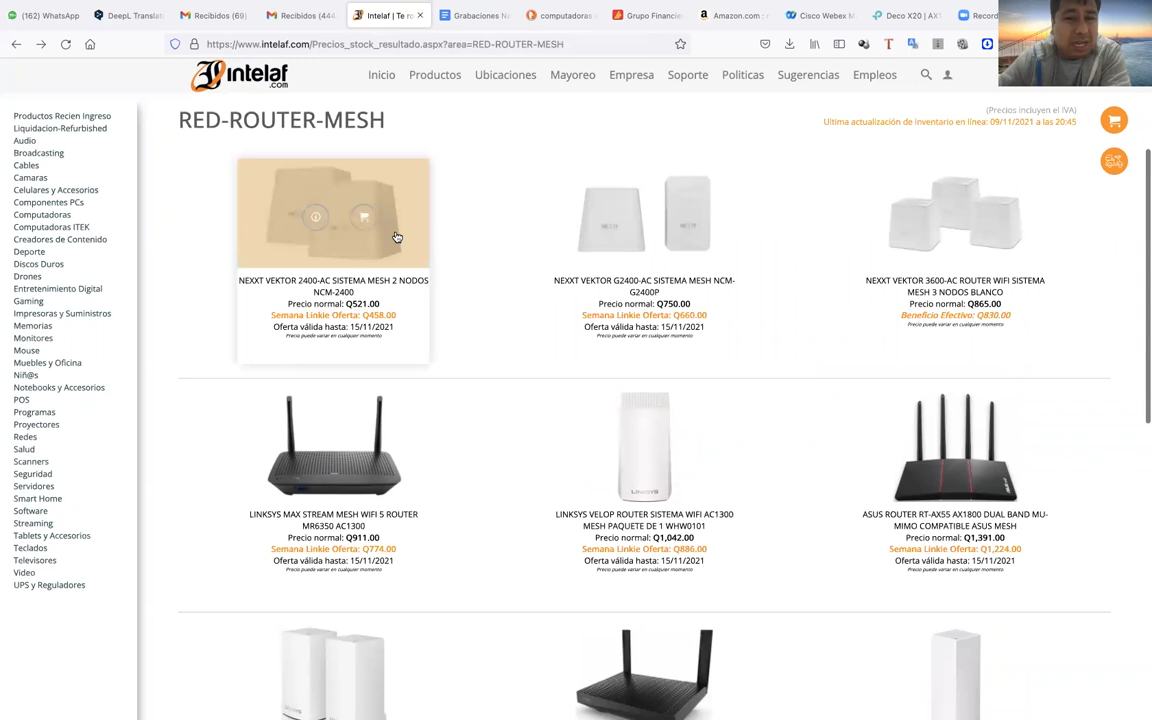 (162) WhatsApp
DeepL Translat
Recibidos (69)
Recibidos (444
Intelaf | Te ro
Grabaciones N
computadoras
Grupo Financie
Amazon.com :
Cisco Webex M
Deco X20 | AX1
Record
https://www.intelaf.com/Precios_stock_resultado.aspx?area=RED-ROUTER-MESH
intelaf
.com
Inicio Productos Ubicaciones Mayoreo Empresa Soporte Politicas Sugerencias Empleos
Productos Recien Ingreso
Liquidacion-Refurbished
Audio
Broadcasting
Cables
Camaras
Celulares y Accesorios
Componentes PCs
Computadoras
Computadoras ITEK
Creadores de Contenido
Deporte
Discos Duros
Drones
Entretenimiento Digital
Gaming
Impresoras y Suministros
Memorias
Monitores
Mouse
Muebles y Oficina
Niñ@s
Notebooks y Accesorios
POS
Programas
Proyectores
Redes
Salud
Scanners
Seguridad
Servidores
Smart Home
Software
Streaming
Tablets y Accesorios
Teclados
Televisores
Video
UPS y Reguladores
RED-ROUTER-MESH
(Precios incluyen el IVA)
Ultima actualización de inventario en línea: 09/11/2021 a las 20:45
NEXXT VEKTOR 2400-AC SISTEMA MESH 2 NODOS
NCM-2400
Precio normal: Q521.00
Semana Linkie Oferta: Q458.00
Oferta válida hasta: 15/11/2021
*Precio puede variar en cualquier momento
NEXXT VEKTOR G2400-AC SISTEMA MESH NCM-
G2400P
Precio normal: Q750.00
Semana Linkie Oferta: Q660.00
Oferta válida hasta: 15/11/2021
*Precio puede variar en cualquier momento
NEXXT VEKTOR 3600-AC ROUTER WIFI SISTEMA
MESH 3 NODOS BLANCO
Precio normal: Q865.00
Beneficio Efectivo: Q830.00
*Precio puede variar en cualquier momento
LINKSYS MAX STREAM MESH WIFI 5 ROUTER
MR6350 AC1300
Precio normal: Q911.00
Semana Linkie Oferta: Q774.00
Oferta válida hasta: 15/11/2021
*Precio puede variar en cualquier momento
LINKSYS
LINKSYS VELOP ROUTER SISTEMA WIFI AC1300
MESH PAQUETE DE 1 WHW0101
Precio normal: Q1,042.00
Semana Linkie Oferta: Q886.00
Oferta válida hasta: 15/11/2021
*Precio puede variar en cualquier momento
ASUS ROUTER RT-AX55 AX1800 DUAL BAND MU-
MIMO COMPATIBLE ASUS MESH
Precio normal: Q1,391.00
Semana Linkie Oferta: Q1,224.00
Oferta válida hasta: 15/11/2021
*Precio puede variar en cualquier momento